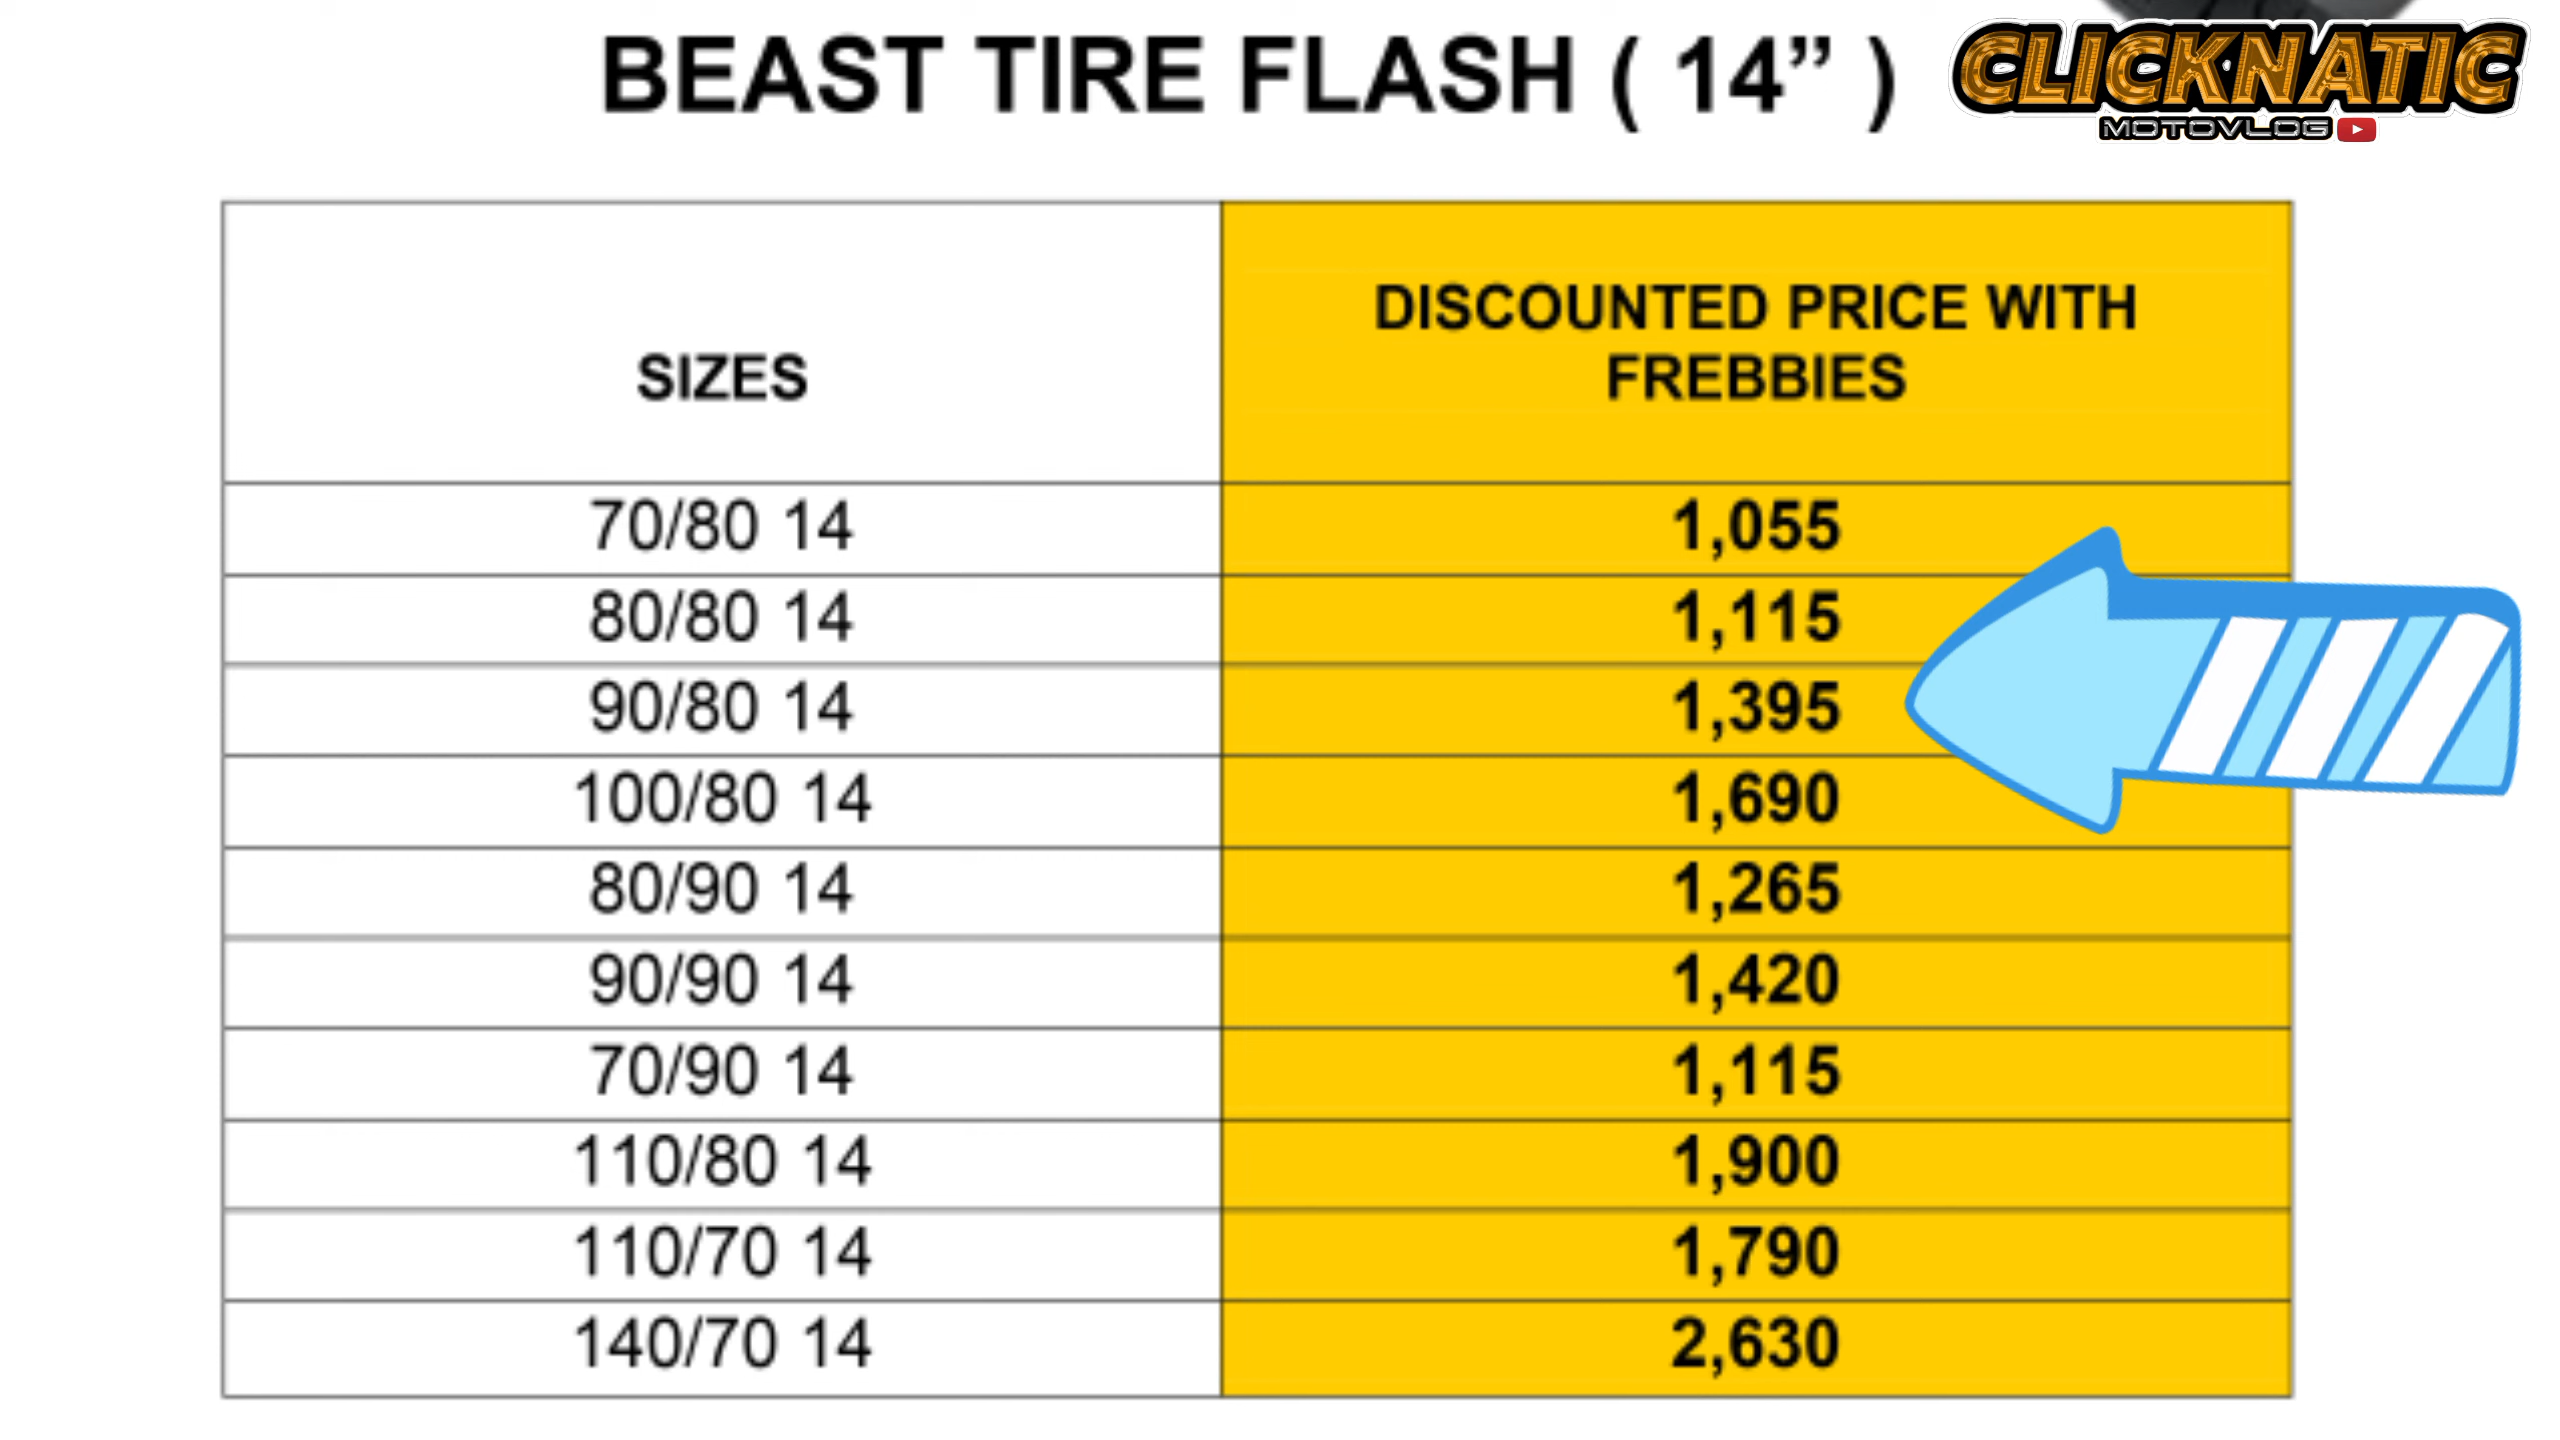 BEAST TIRE FLASH ( 14” )
CLICKNATIC
MOTOVLOG
SIZES
DISCOUNTED PRICE WITH
FREBBIES
70/80 14 1,055
80/80 14 1,115
90/80 14 1,395
100/80 14 1,690
80/90 14 1,265
90/90 14 1,420
70/90 14 1,115
110/80 14 1,900
110/70 14 1,790
140/70 14 2,630